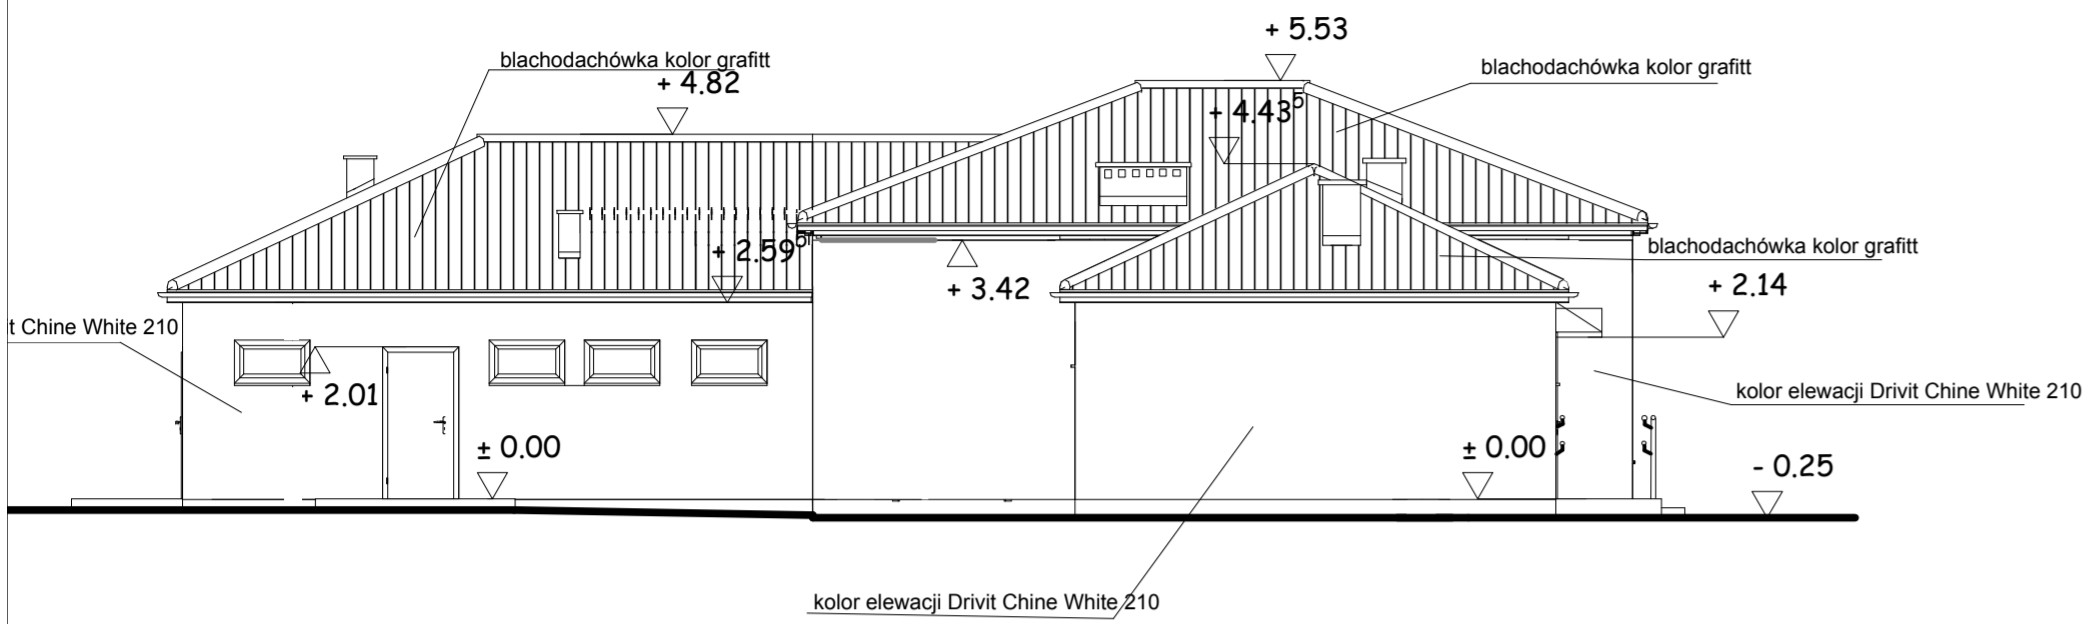 + 5.53
blachodachówka kolor grafitt
blachodachówka kolor grafitt
+ 4.82
+ 4.43⁵
+ 2.59⁵
blachodachówka kolor grafitt
+ 3.42
+ 2.14
t Chine White 210
+ 2.01
kolor elewacji Drivit Chine White 210
± 0.00
± 0.00
- 0.25
kolor elewacji Drivit Chine White 210